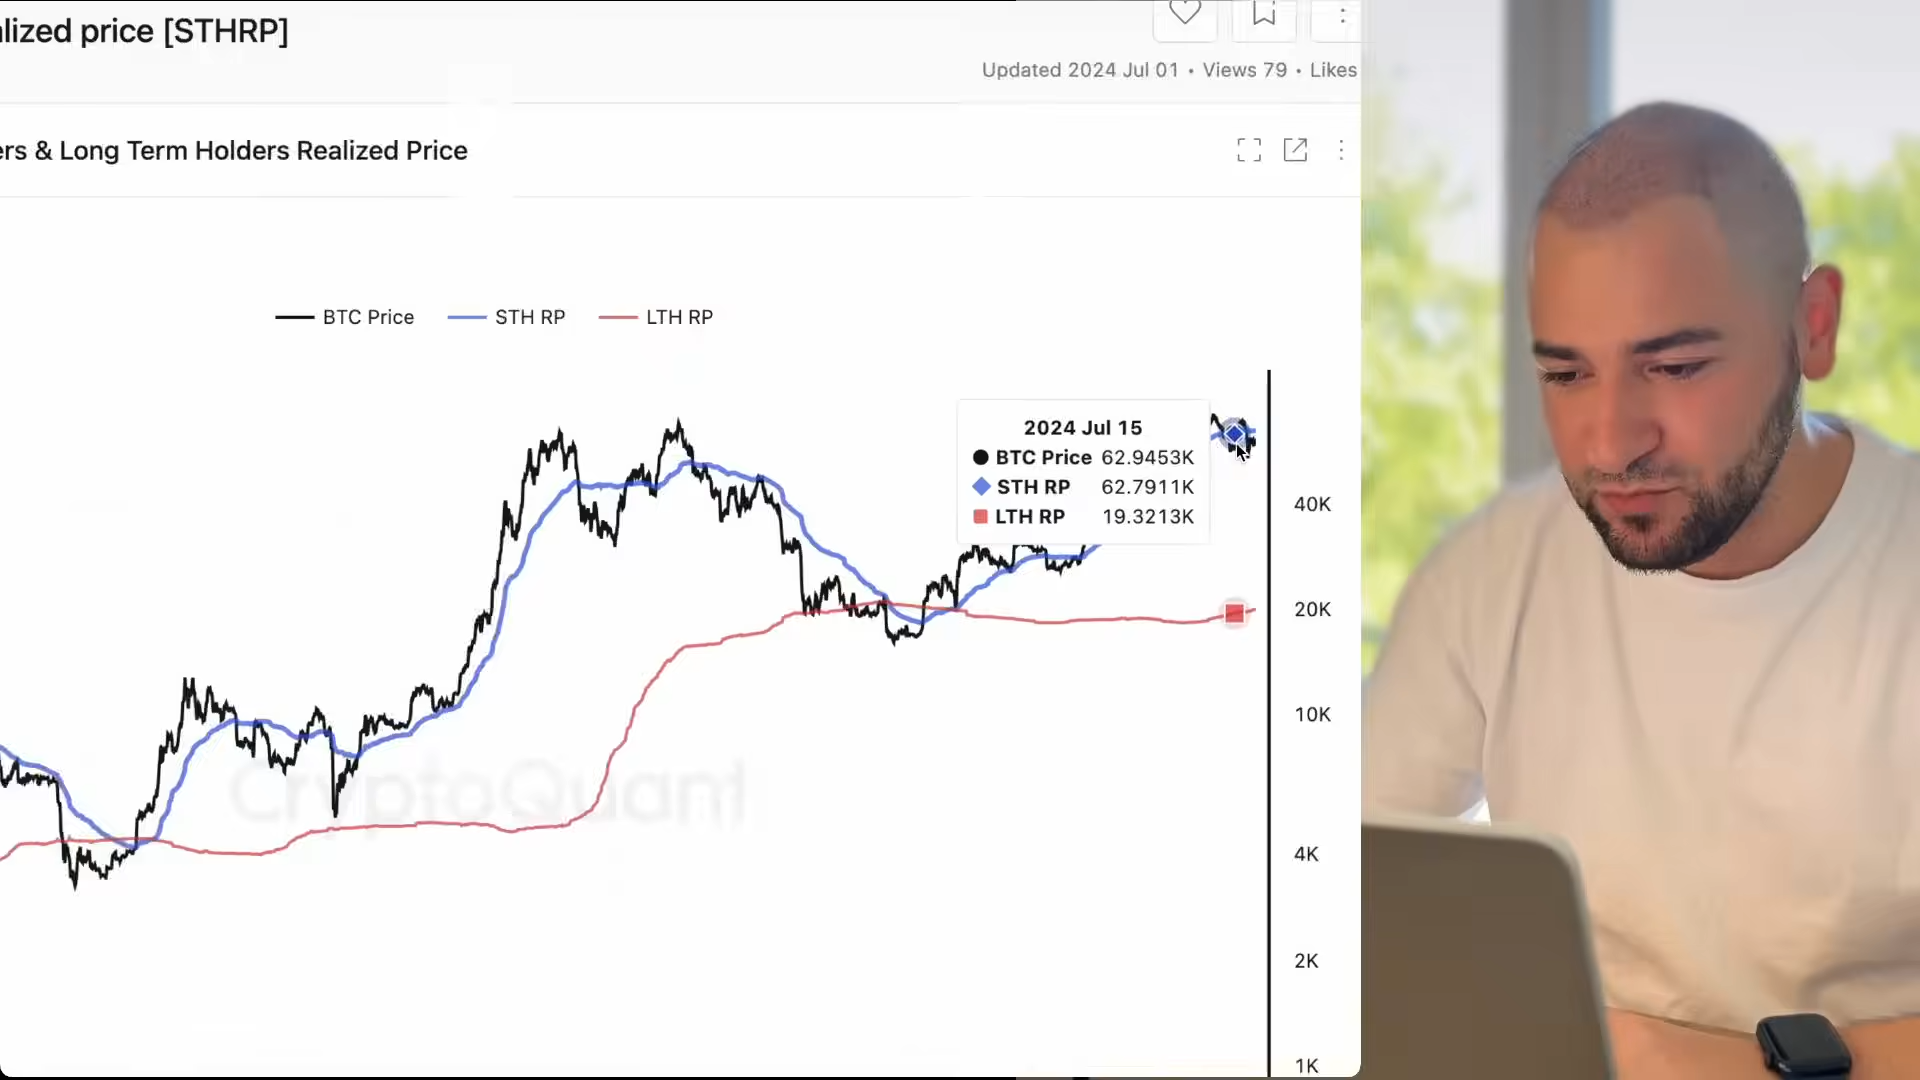 lized price [STHRP]
Updated 2024 Jul 01 • Views 79 • Likes
ers & Long Term Holders Realized Price
BTC Price STH RP LTH RP
2024 Jul 15
BTC Price 62.9453K
STH RP 62.7911K
LTH RP 19.3213K
40K
20K
10K
4K
2K
1K
CryptoQuant